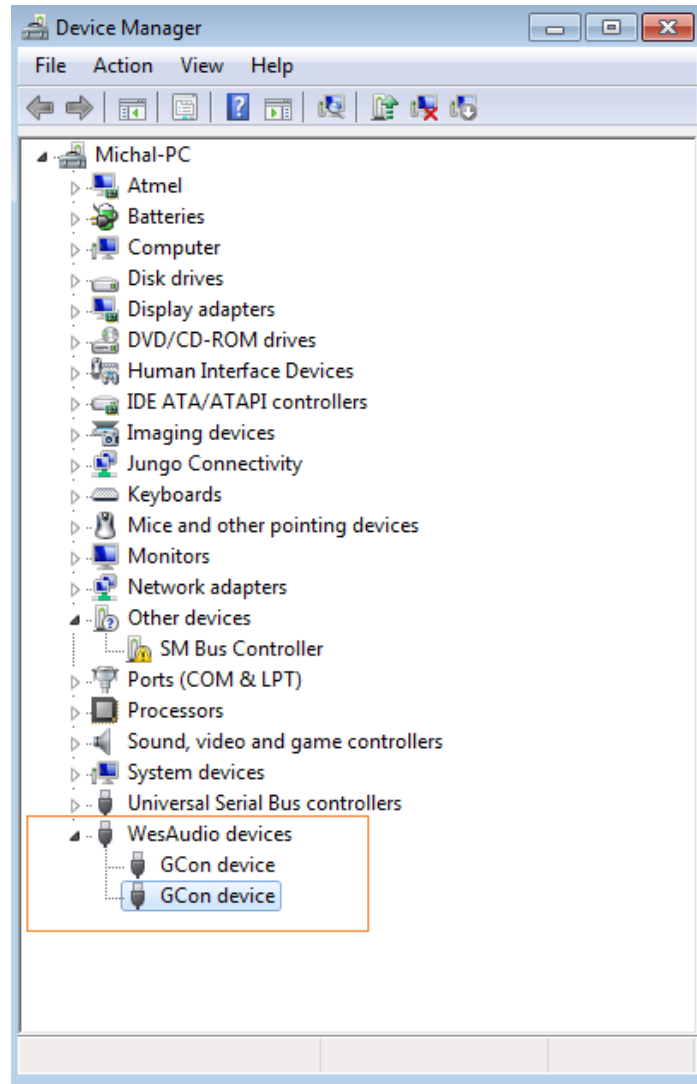 Device Manager
File Action View Help
Michal-PC
Atmel
Batteries
Computer
Disk drives
Display adapters
DVD/CD-ROM drives
Human Interface Devices
IDE ATA/ATAPI controllers
Imaging devices
Jungo Connectivity
Keyboards
Mice and other pointing devices
Monitors
Network adapters
Other devices
SM Bus Controller
Ports (COM & LPT)
Processors
Sound, video and game controllers
System devices
Universal Serial Bus controllers
WesAudio devices
GCon device
GCon device